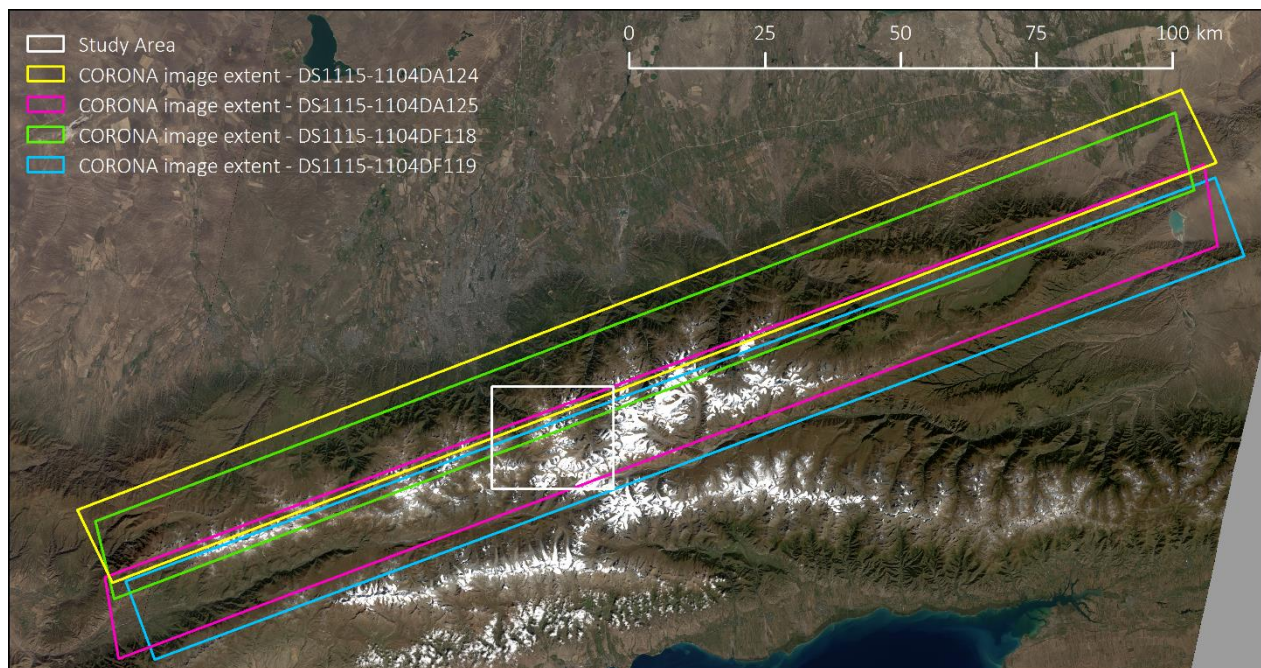 0 25 50 75 100 km
Study Area
CORONA image extent - DS1115-1104DA124
CORONA image extent - DS1115-1104DA125
CORONA image extent - DS1115-1104DF118
CORONA image extent - DS1115-1104DF119